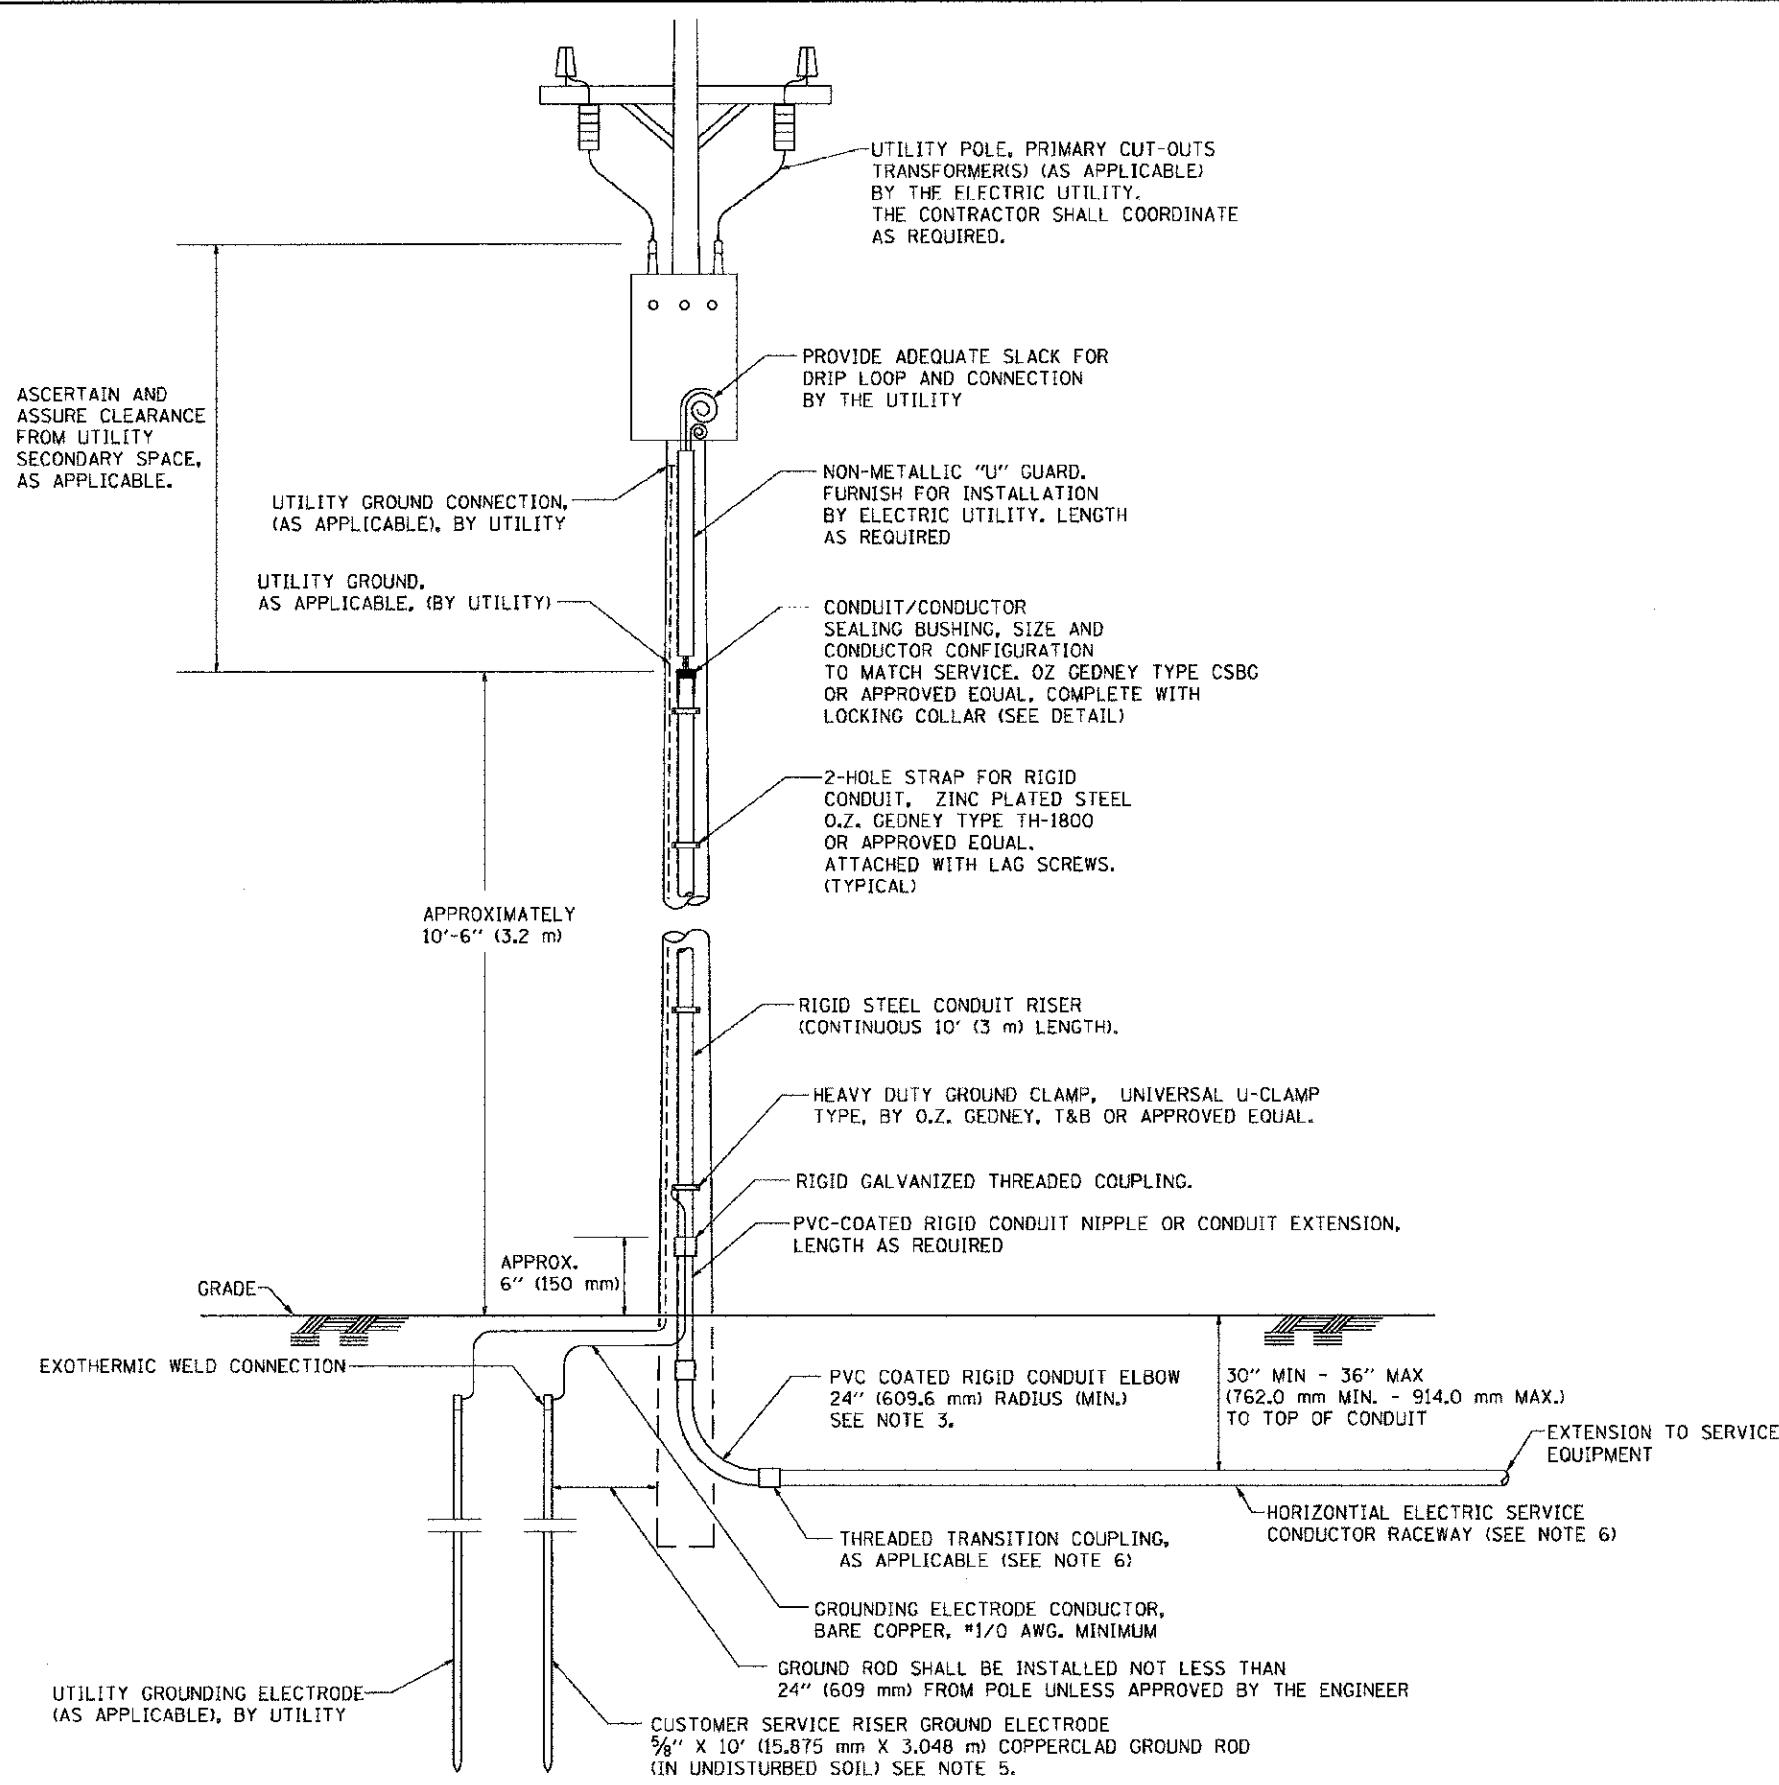 UTILITY POLE, PRIMARY CUT-OUTS
TRANSFORMER(S) (AS APPLICABLE)
BY THE ELECTRIC UTILITY.
THE CONTRACTOR SHALL COORDINATE
AS REQUIRED.
PROVIDE ADEQUATE SLACK FOR
DRIP LOOP AND CONNECTION
BY THE UTILITY
ASCERTAIN AND
ASSURE CLEARANCE
FROM UTILITY
SECONDARY SPACE,
AS APPLICABLE.
NON-METALLIC "U" GUARD.
FURNISH FOR INSTALLATION
BY ELECTRIC UTILITY. LENGTH
AS REQUIRED
UTILITY GROUND CONNECTION,
(AS APPLICABLE), BY UTILITY
UTILITY GROUND,
AS APPLICABLE, (BY UTILITY)
CONDUIT/CONDUCTOR
SEALING BUSHING, SIZE AND
CONDUCTOR CONFIGURATION
TO MATCH SERVICE. OZ GEDNEY TYPE CSBG
OR APPROVED EQUAL, COMPLETE WITH
LOCKING COLLAR (SEE DETAIL)
2-HOLE STRAP FOR RIGID
CONDUIT, ZINC PLATED STEEL
O.Z. GEDNEY TYPE TH-1800
OR APPROVED EQUAL.
ATTACHED WITH LAG SCREWS.
(TYPICAL)
APPROXIMATELY
10'-6" (3.2 m)
RIGID STEEL CONDUIT RISER
(CONTINUOUS 10' (3 m) LENGTH).
HEAVY DUTY GROUND CLAMP, UNIVERSAL U-CLAMP
TYPE, BY O.Z. GEDNEY, T&B OR APPROVED EQUAL.
RIGID GALVANIZED THREADED COUPLING.
PVC-COATED RIGID CONDUIT NIPPLE OR CONDUIT EXTENSION,
LENGTH AS REQUIRED
APPROX.
6" (150 mm)
GRADE
EXOTHERMIC WELD CONNECTION
PVC COATED RIGID CONDUIT ELBOW
24" (609.6 mm) RADIUS (MIN.)
SEE NOTE 3.
30" MIN - 36" MAX
(762.0 mm MIN. - 914.0 mm MAX.)
TO TOP OF CONDUIT
EXTENSION TO SERVICE
EQUIPMENT
HORIZONTIAL ELECTRIC SERVICE
CONDUCTOR RACEWAY (SEE NOTE 6)
THREADED TRANSITION COUPLING,
AS APPLICABLE (SEE NOTE 6)
GROUNDING ELECTRODE CONDUCTOR,
BARE COPPER, #1/0 AWG. MINIMUM
GROUND ROD SHALL BE INSTALLED NOT LESS THAN
24" (609 mm) FROM POLE UNLESS APPROVED BY THE ENGINEER
UTILITY GROUNDING ELECTRODE
(AS APPLICABLE), BY UTILITY
CUSTOMER SERVICE RISER GROUND ELECTRODE
5/8" X 10' (15.875 mm X 3.048 m) COPPERCLAD GROUND ROD
(IN UNDISTURBED SOIL) SEE NOTE 5.